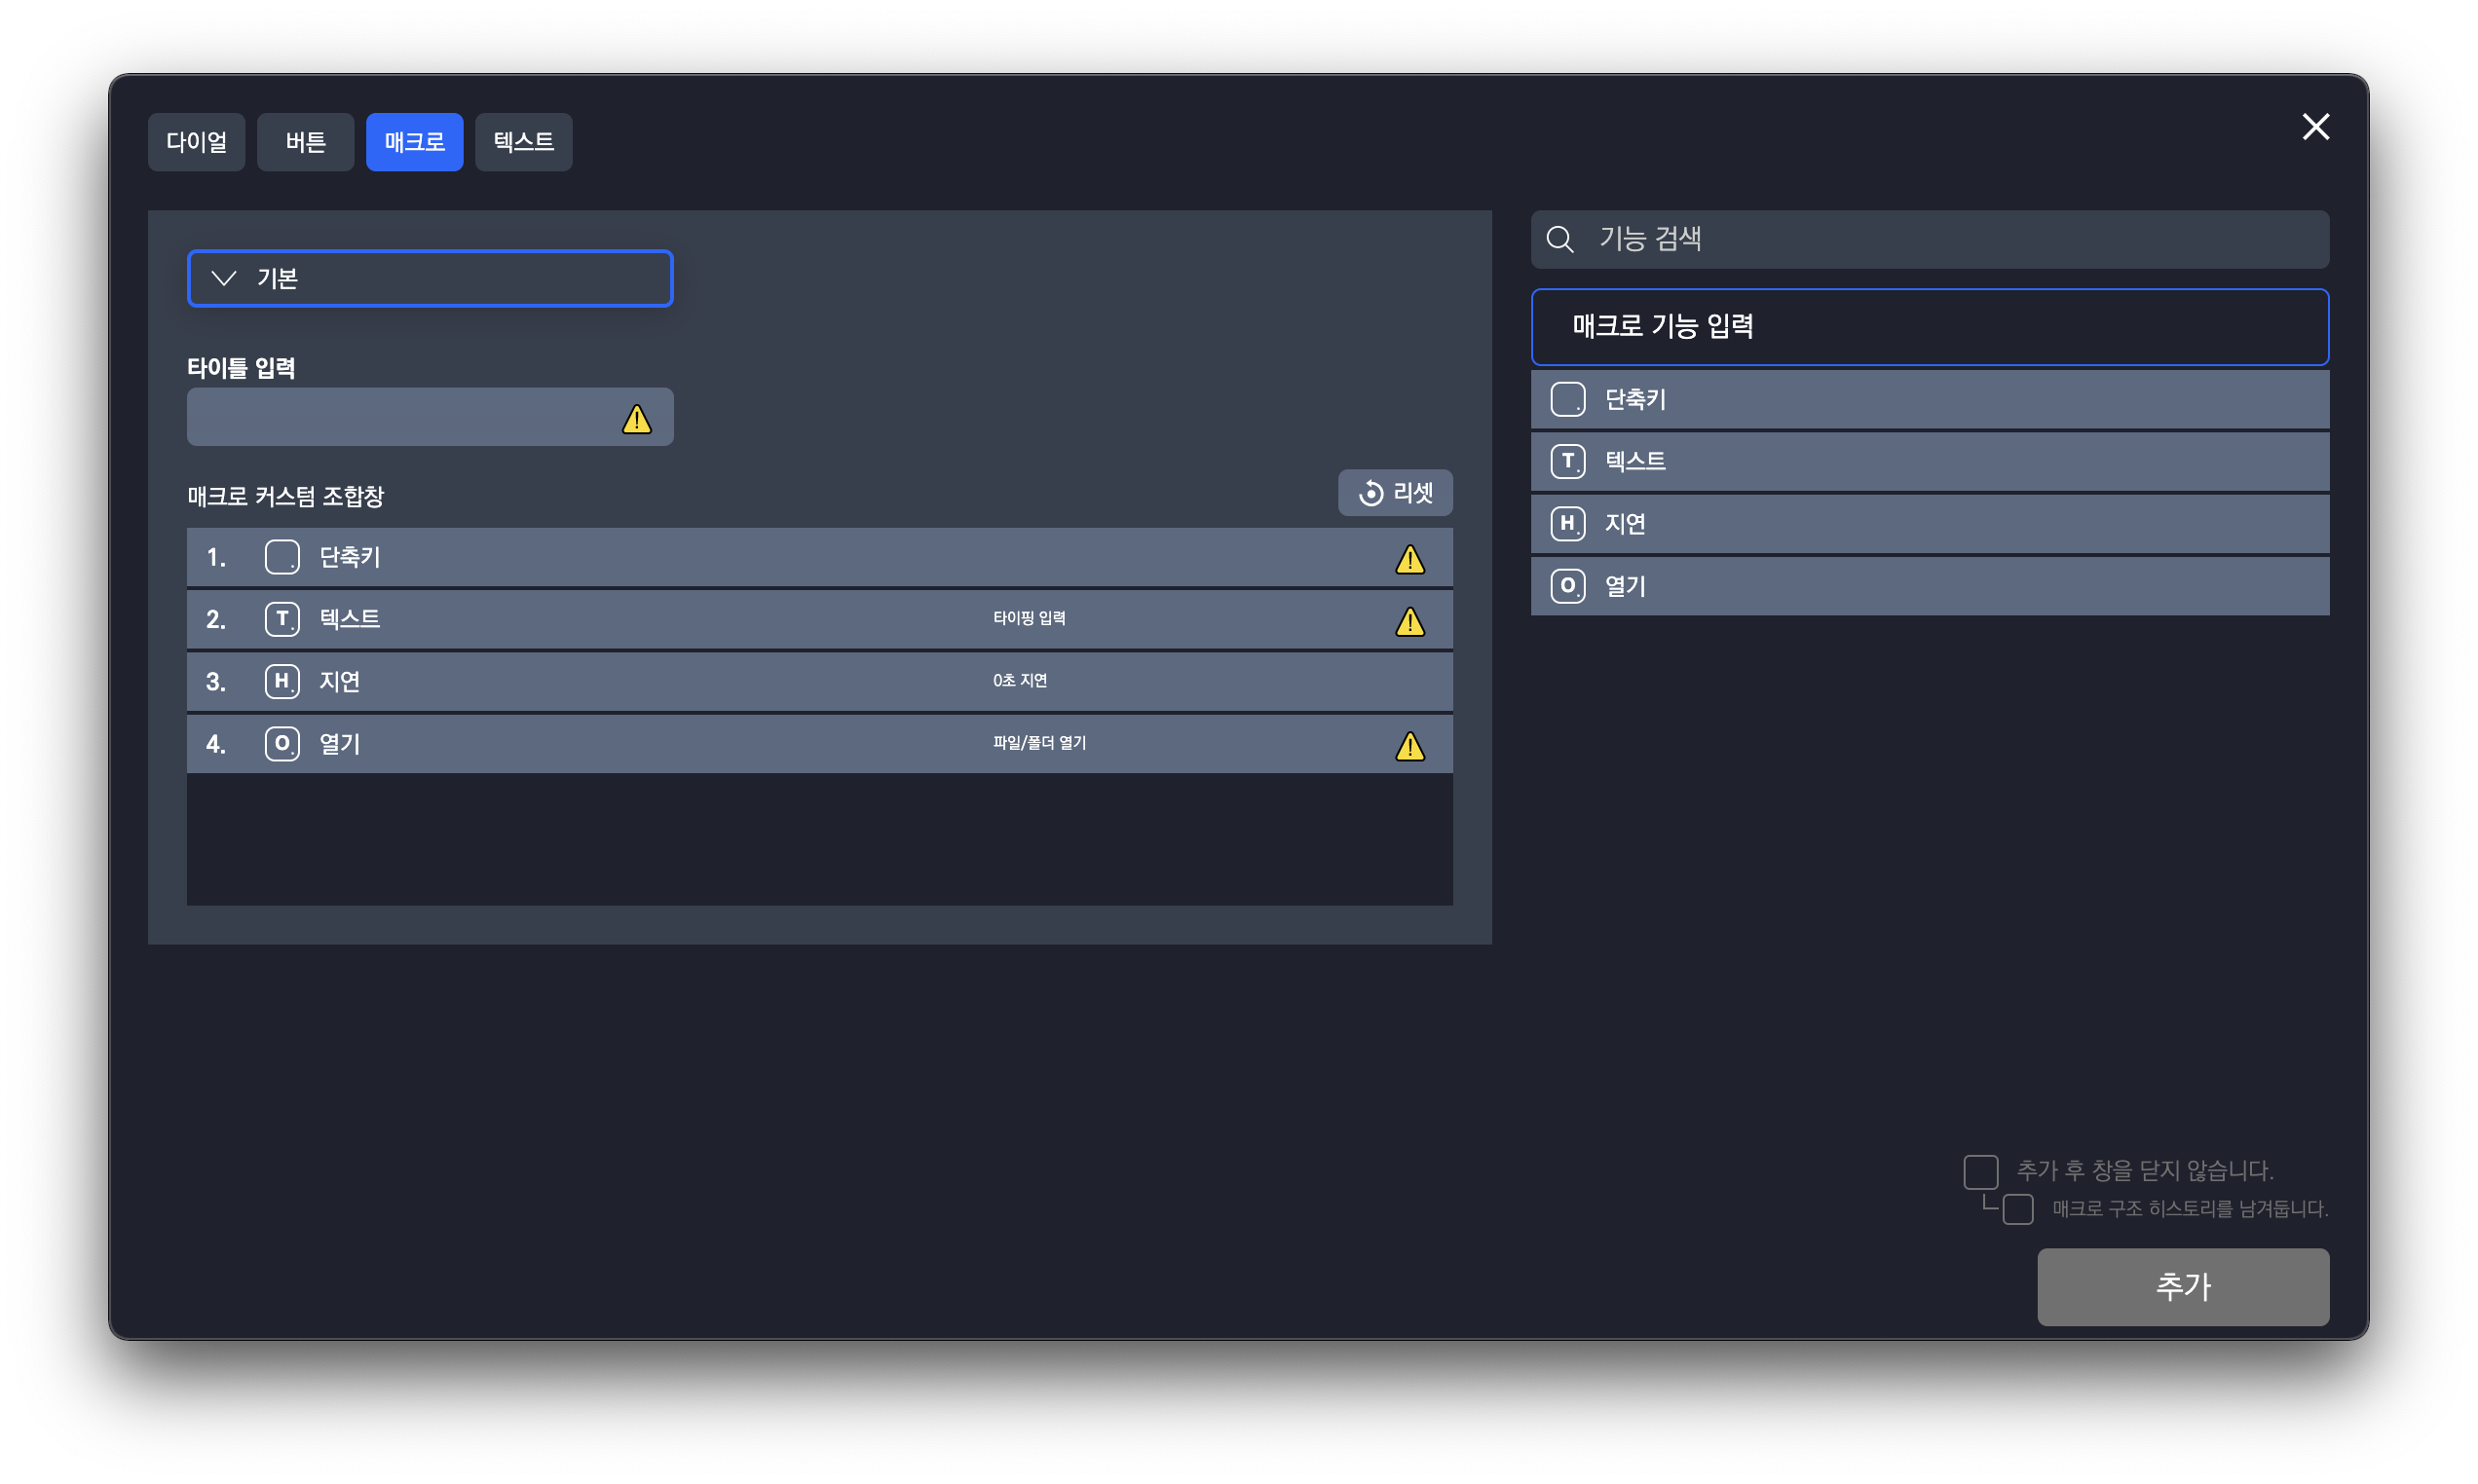 다이얼 버튼 매크로 텍스트
기본
타이틀 입력
매크로 커스텀 조합창 리셋
1. 단축키
2. T. 텍스트 타이핑 입력
3. H. 지연 0초 지연
4. O. 열기 파일/폴더 열기
기능 검색
매크로 기능 입력
단축키
T. 텍스트
H. 지연
O. 열기
추가 후 창을 닫지 않습니다.
매크로 구조 히스토리를 남겨둡니다.
추가